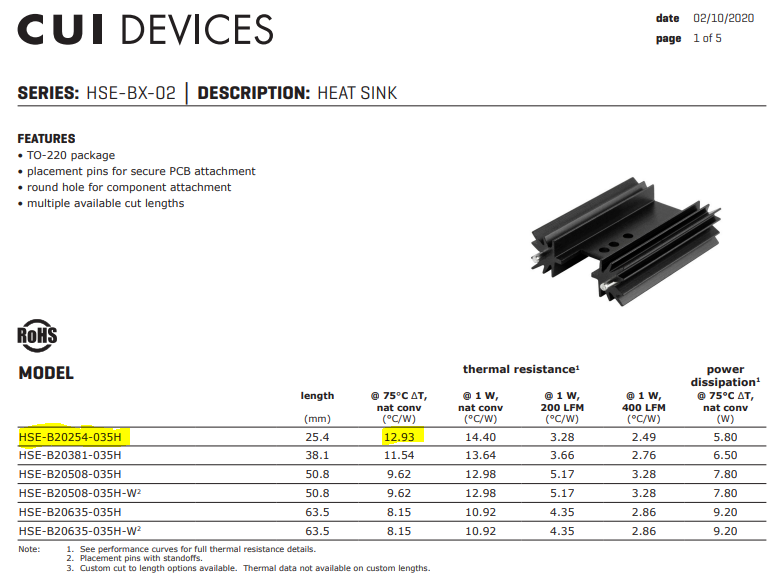 CUI DEVICES
date 02/10/2020
page 1 of 5
SERIES: HSE-BX-02 | DESCRIPTION: HEAT SINK
FEATURES
• TO-220 package
• placement pins for secure PCB attachment
• round hole for component attachment
• multiple available cut lengths
RoHS
MODEL
thermal resistance¹
power
dissipation¹
length @ 75°C ΔT, @ 1 W, @ 1 W, @ 1 W, @ 75°C ΔT,
nat conv nat conv 200 LFM 400 LFM nat conv
(mm) (°C/W) (°C/W) (°C/W) (°C/W) (W)
HSE-B20254-035H 25.4 12.93 14.40 3.28 2.49 5.80
HSE-B20381-035H 38.1 11.54 13.64 3.66 2.76 6.50
HSE-B20508-035H 50.8 9.62 12.98 5.17 3.28 7.80
HSE-B20508-035H-W² 50.8 9.62 12.98 5.17 3.28 7.80
HSE-B20635-035H 63.5 8.15 10.92 4.35 2.86 9.20
HSE-B20635-035H-W² 63.5 8.15 10.92 4.35 2.86 9.20
Note: 1. See performance curves for full thermal resistance details.
2. Placement pins with standoffs.
3. Custom cut to length options available. Thermal data not available on custom lengths.